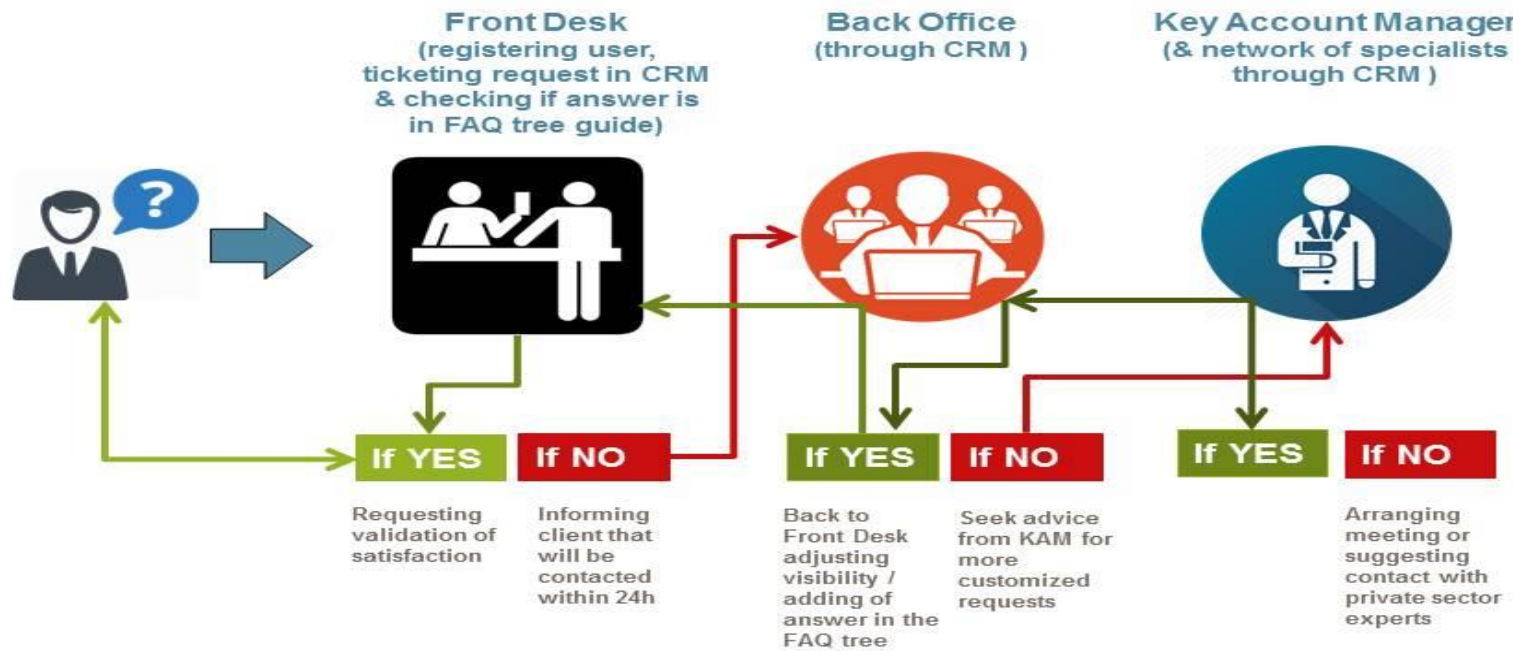 Front Desk
(registering user,
ticketing request in CRM
& checking if answer is
in FAQ tree guide)
Back Office
(through CRM )
Key Account Manager
(& network of specialists
through CRM )
?
If YES
If NO
If YES
If NO
If YES
If NO
Requesting
validation of
satisfaction
Informing
client that
will be
contacted
within 24h
Back to
Front Desk
adjusting
visibility /
adding of
answer in the
FAQ tree
Seek advice
from KAM for
more
customized
requests
Arranging
meeting or
suggesting
contact with
private sector
experts